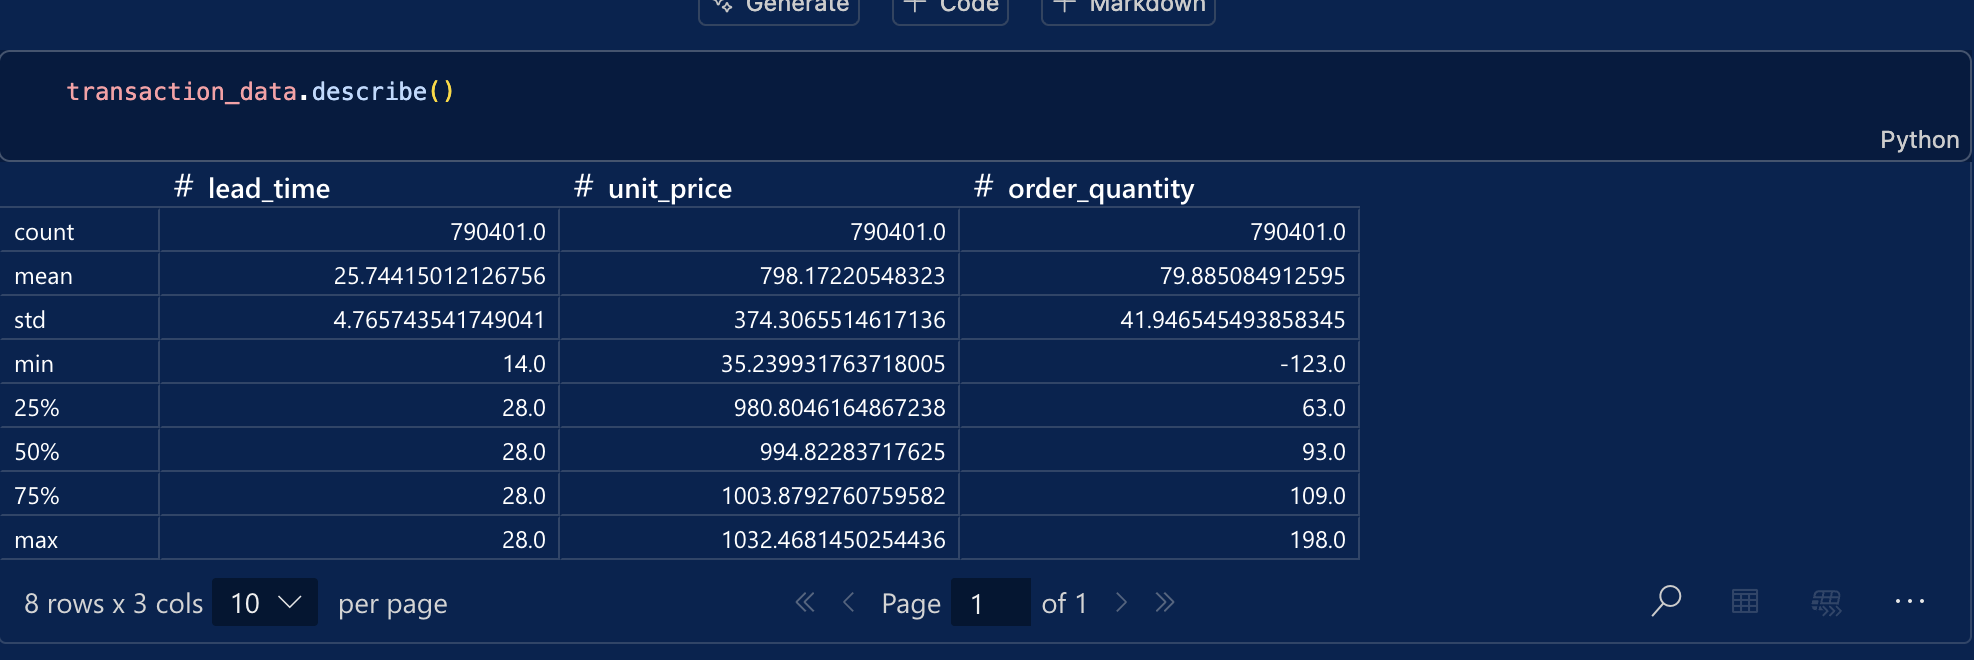 Generate + Code + Markdown
transaction_data.describe()
Python
# lead_time # unit_price # order_quantity
count 790401.0 790401.0 790401.0
mean 25.74415012126756 798.17220548323 79.885084912595
std 4.765743541749041 374.3065514617136 41.946545493858345
min 14.0 35.239931763718005 -123.0
25% 28.0 980.8046164867238 63.0
50% 28.0 994.82283717625 93.0
75% 28.0 1003.8792760759582 109.0
max 28.0 1032.4681450254436 198.0
8 rows x 3 cols 10 per page Page 1 of 1